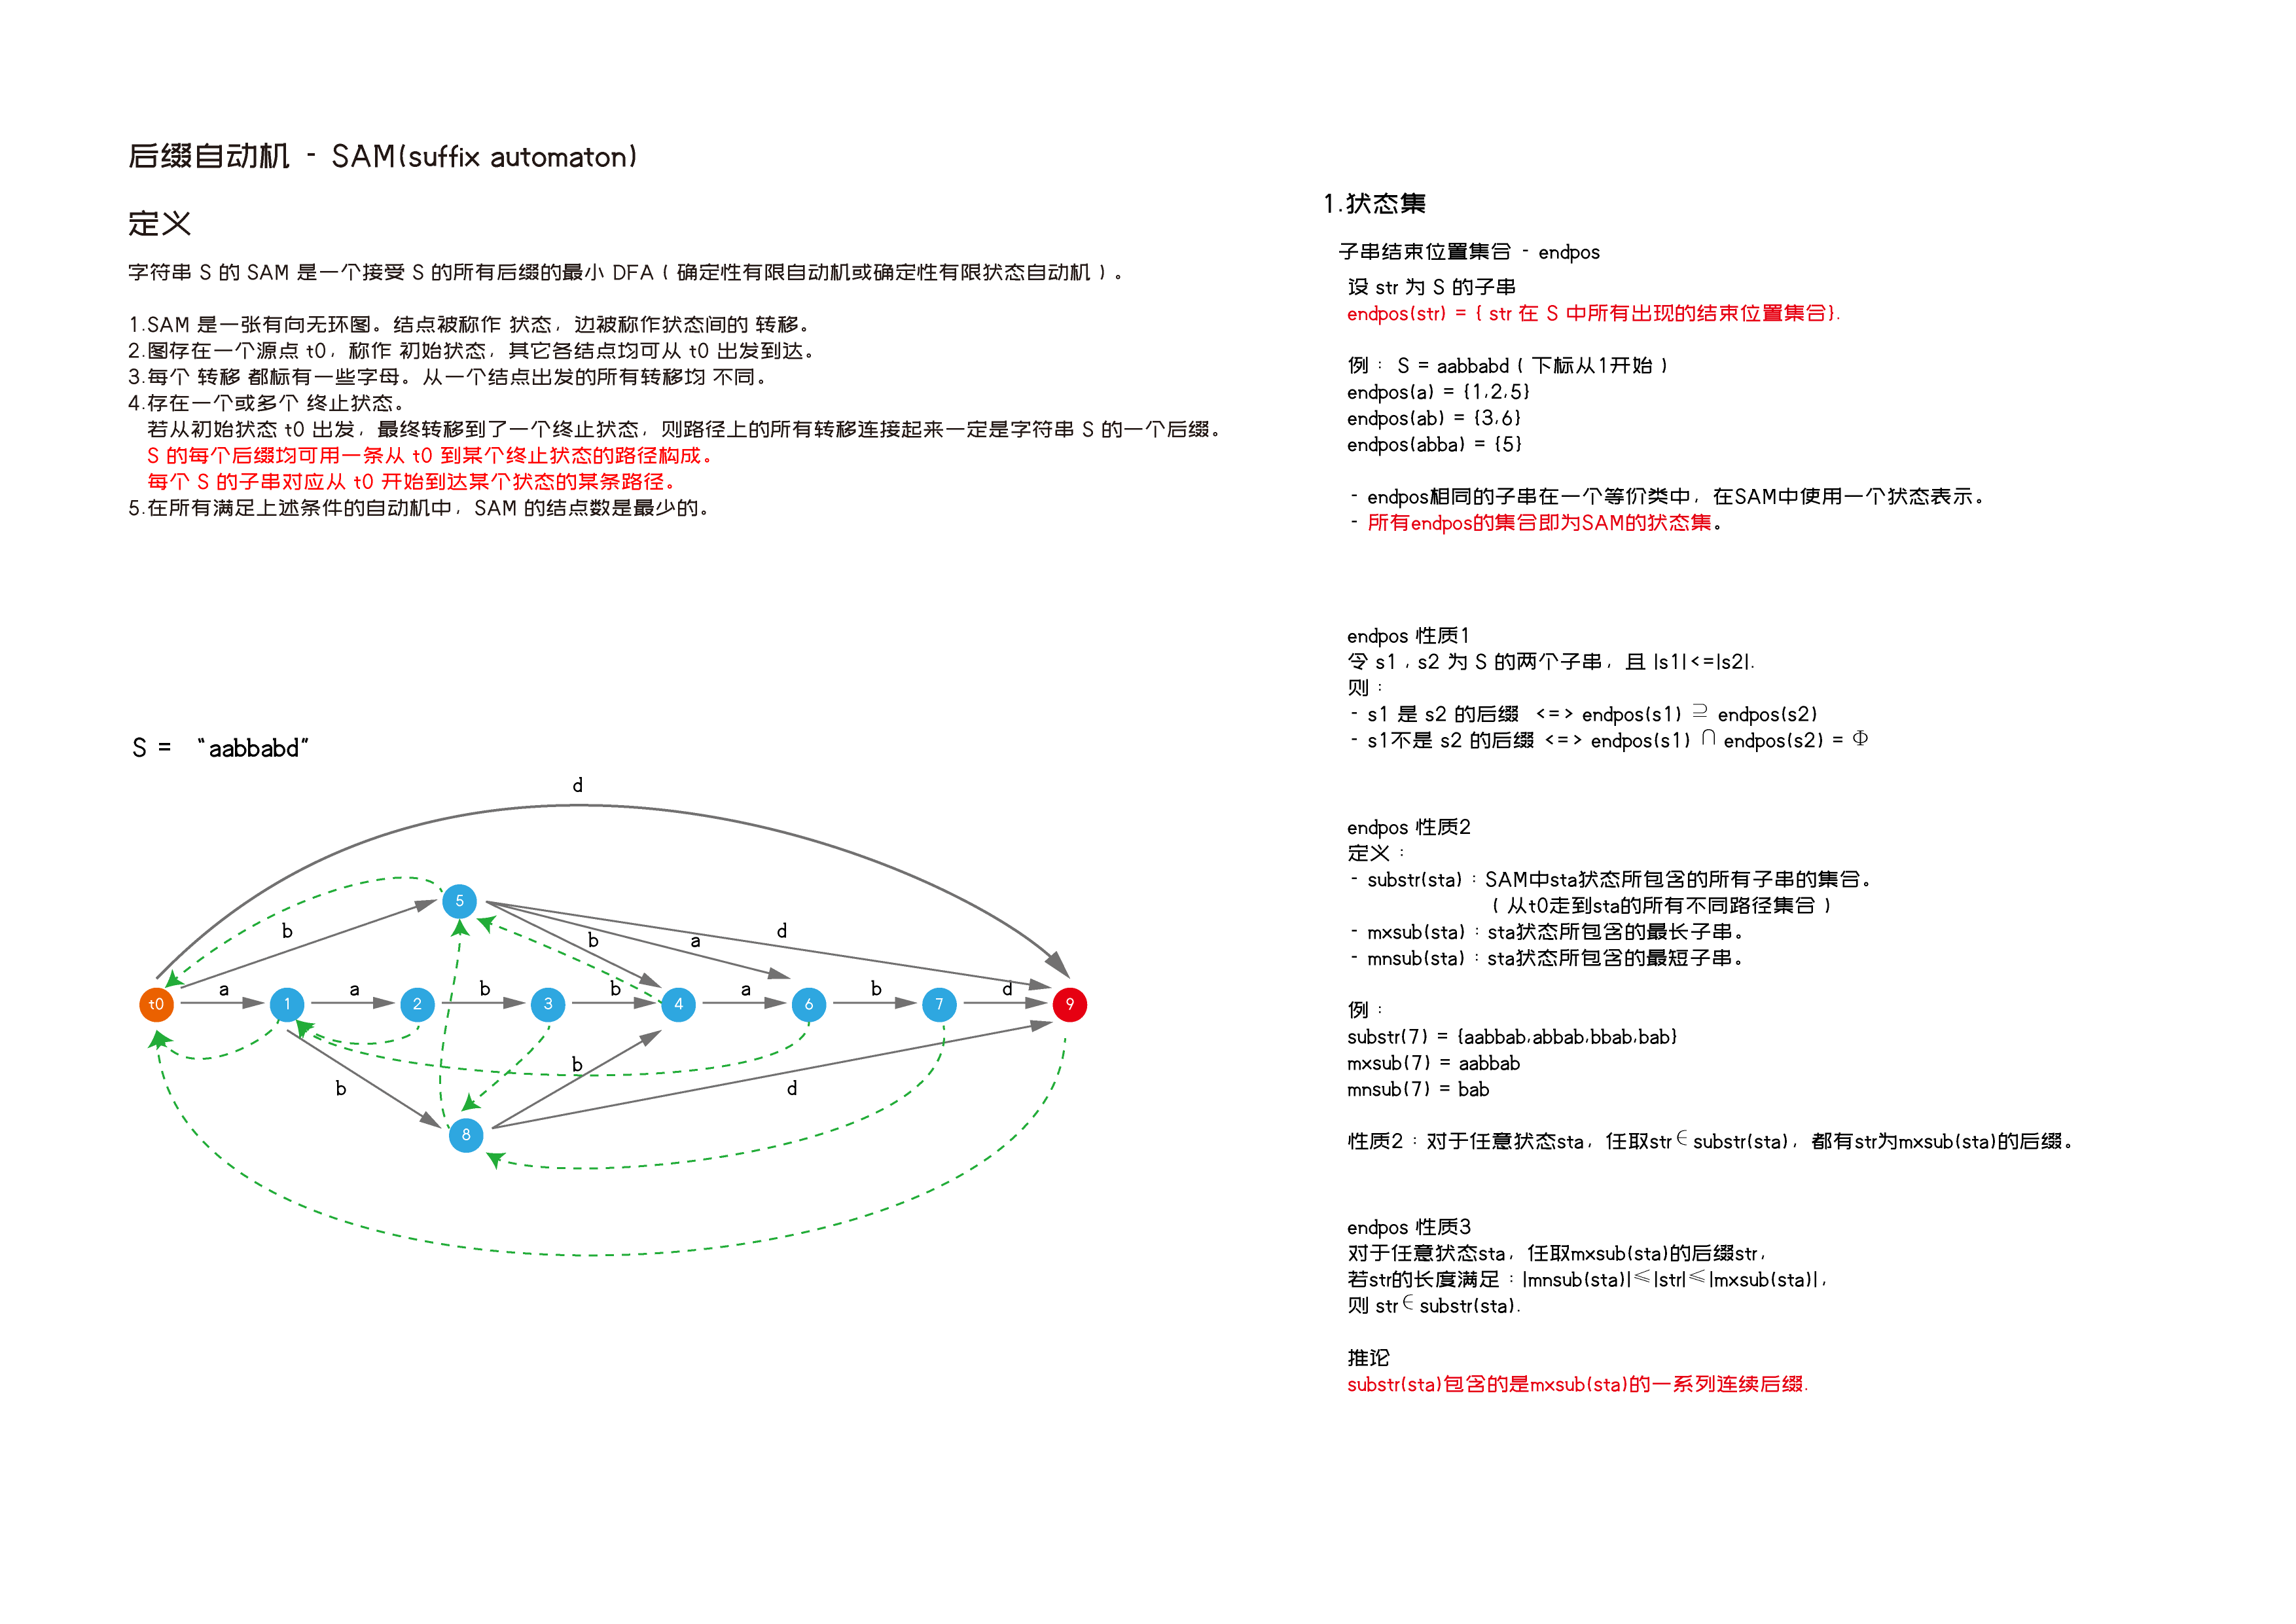 后缀自动机 - SAM(suffix automaton)
定义
字符串 S 的 SAM 是一个接受 S 的所有后缀的最小 DFA（确定性有限自动机或确定性有限状态自动机）。
1.SAM 是一张有向无环图。结点被称作 状态，边被称作状态间的 转移。
2.图存在一个源点 t0，称作 初始状态，其它各结点均可从 t0 出发到达。
3.每个 转移 都标有一些字母。从一个结点出发的所有转移均 不同。
4.存在一个或多个 终止状态。
若从初始状态 t0 出发，最终转移到了一个终止状态，则路径上的所有转移连接起来一定是字符串 S 的一个后缀。
S 的每个后缀均可用一条从 t0 到某个终止状态的路径构成。
每个 S 的子串对应从 t0 开始到达某个状态的某条路径。
5.在所有满足上述条件的自动机中，SAM 的结点数是最少的。
S = “aabbabd”
d
5
b
b
a
d
t0
a
1
a
2
b
3
b
4
a
6
b
7
d
9
b
b
d
8
1.状态集
子串结束位置集合 - endpos
设 str 为 S 的子串
endpos(str) = { str 在 S 中所有出现的结束位置集合}.
例： S = aabbabd（下标从1开始）
endpos(a) = {1,2,5}
endpos(ab) = {3,6}
endpos(abba) = {5}
- endpos相同的子串在一个等价类中，在SAM中使用一个状态表示。
- 所有endpos的集合即为SAM的状态集。
endpos 性质1
令 s1 , s2 为 S 的两个子串，且 |s1|<=|s2|.
则：
- s1 是 s2 的后缀 <=> endpos(s1) ⊇ endpos(s2)
- s1不是 s2 的后缀 <=> endpos(s1) ∩ endpos(s2) = Φ
endpos 性质2
定义：
- substr(sta)：SAM中sta状态所包含的所有子串的集合。
（从t0走到sta的所有不同路径集合）
- mxsub(sta)：sta状态所包含的最长子串。
- mnsub(sta)：sta状态所包含的最短子串。
例：
substr(7) = {aabbab,abbab,bbab,bab}
mxsub(7) = aabbab
mnsub(7) = bab
性质2：对于任意状态sta，任取str∈substr(sta)，都有str为mxsub(sta)的后缀。
endpos 性质3
对于任意状态sta，任取mxsub(sta)的后缀str，
若str的长度满足：|mnsub(sta)|≤|str|≤|mxsub(sta)|，
则 str∈substr(sta).
推论
substr(sta)包含的是mxsub(sta)的一系列连续后缀.